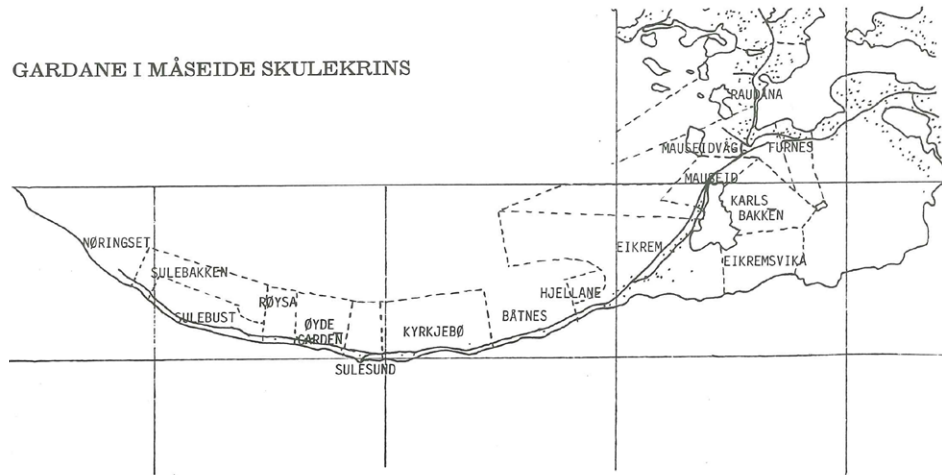 GARDANE I MÅSEIDE SKULEKRINS
RAUDANA
MAUSEIDVÅG
FURNES
MAUSEID
KARLS
BAKKEN
NØRINGSET
EIKREM
EIKREMSVIKA
SULEBAKKEN
HJELLANE
RØYSA
SULEBUST
ØYDE
GARDEN
KYRKJEBØ
BÅTNES
SULESUND